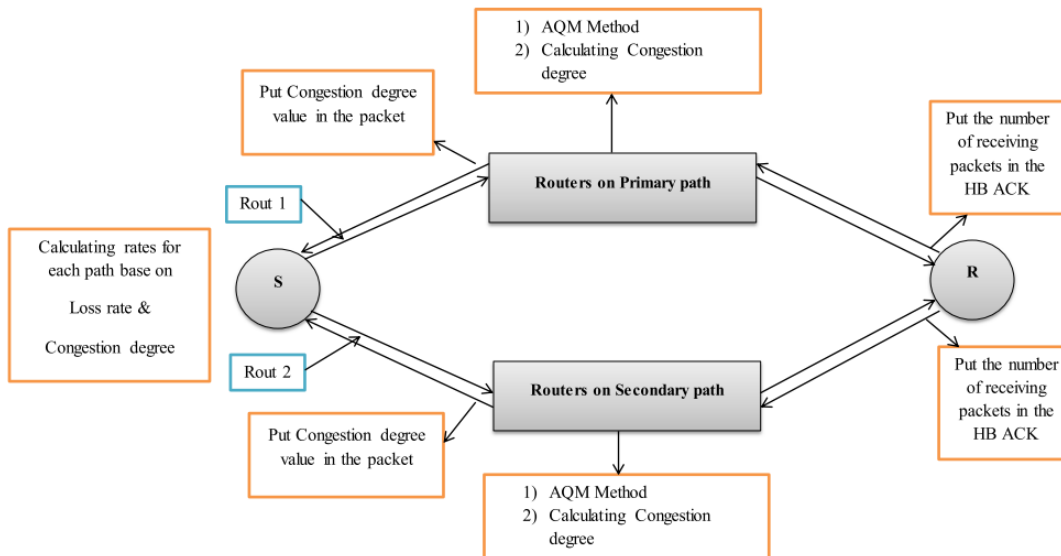 1) AQM Method
2) Calculating Congestion
degree
Put Congestion degree
value in the packet
Put the number
of receiving
packets in the
HB ACK
Routers on Primary path
Rout 1
Calculating rates for
each path base on
Loss rate &
Congestion degree
S
R
Rout 2
Routers on Secondary path
Put the number
of receiving
packets in the
HB ACK
Put Congestion degree
value in the packet
1) AQM Method
2) Calculating Congestion
degree